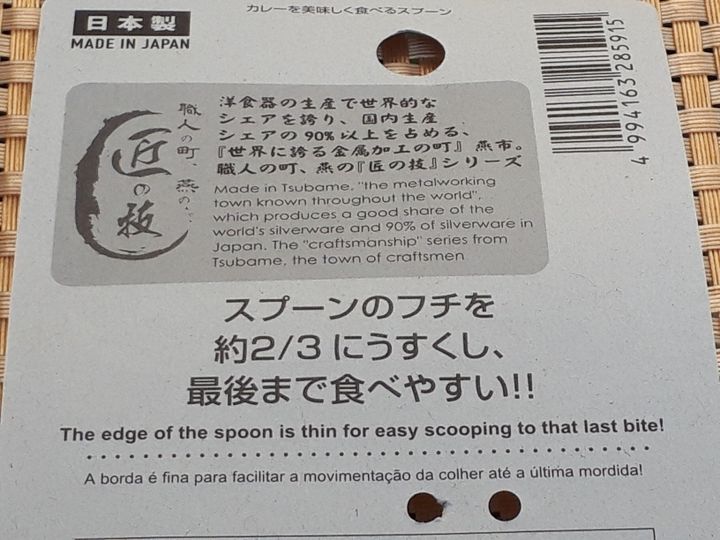 カレーを美味しく食べるスプーン
日本製
MADE IN JAPAN
4 994163 285915
職人の町、燕の、
匠の技
洋食器の生産で世界的な
シェアを誇り、国内生産
シェアの90%以上を占める、
『世界に誇る金属加工の町』燕市。
職人の町、燕の『匠の技』シリーズ
Made in Tsubame, "the metalworking
town known throughout the world",
which produces a good share of the
world's silverware and 90% of silverware in
Japan. The "craftsmanship" series from
Tsubame, the town of craftsmen
スプーンのフチを
約2/3にうすくし、
最後まで食べやすい!!
The edge of the spoon is thin for easy scooping to that last bite!
A borda é fina para facilitar a movimentação da colher até a última mordida!